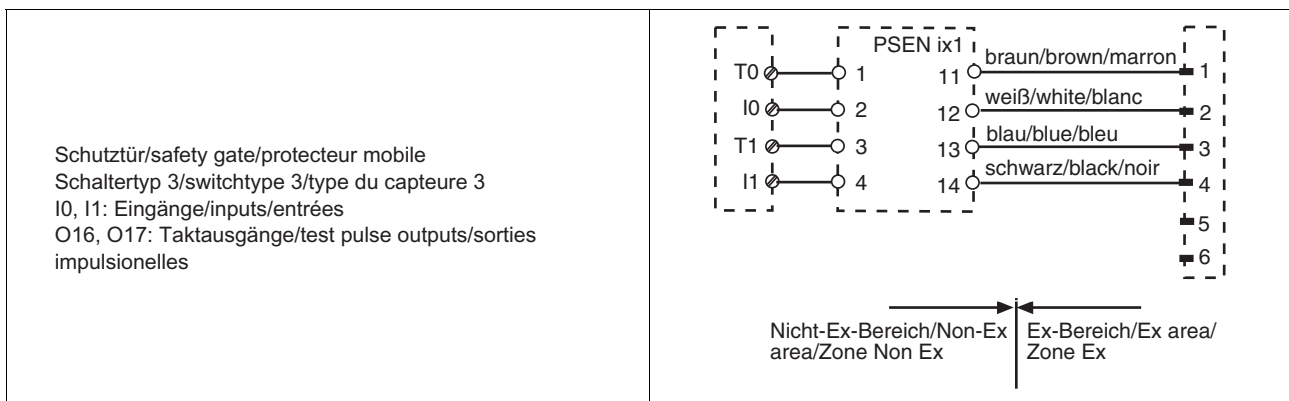 Schutztür/safety gate/protecteur mobile
Schaltertyp 3/switchtype 3/type du capteure 3
I0, I1: Eingänge/inputs/entrées
O16, O17: Taktausgänge/test pulse outputs/sorties
impulsionelles
PSEN ix1
T0 1 11 braun/brown/marron 1
I0 2 12 weiß/white/blanc 2
T1 3 13 blau/blue/bleu 3
I1 4 14 schwarz/black/noir 4
5
6
Nicht-Ex-Bereich/Non-Ex
area/Zone Non Ex
Ex-Bereich/Ex area/
Zone Ex